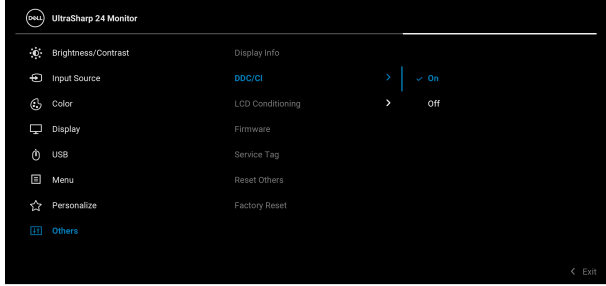 DELL UltraSharp 24 Monitor
Brightness/Contrast Display Info
Input Source DDC/CI On
Color LCD Conditioning Off
Display Firmware
USB Service Tag
Menu Reset Others
Personalize Factory Reset
Others
Exit